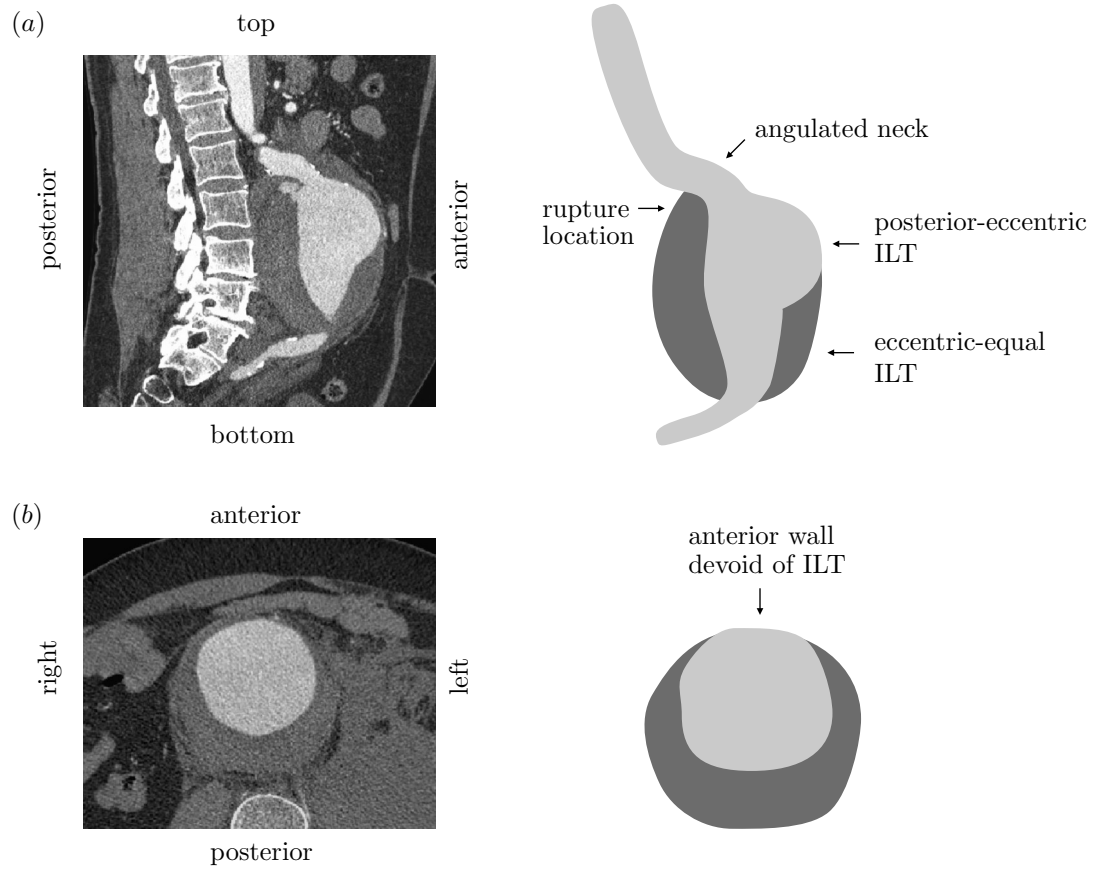 (a)
top
posterior
anterior
bottom
angulated neck
rupture
location
posterior-eccentric
ILT
eccentric-equal
ILT
(b)
anterior
right
left
posterior
anterior wall
devoid of ILT